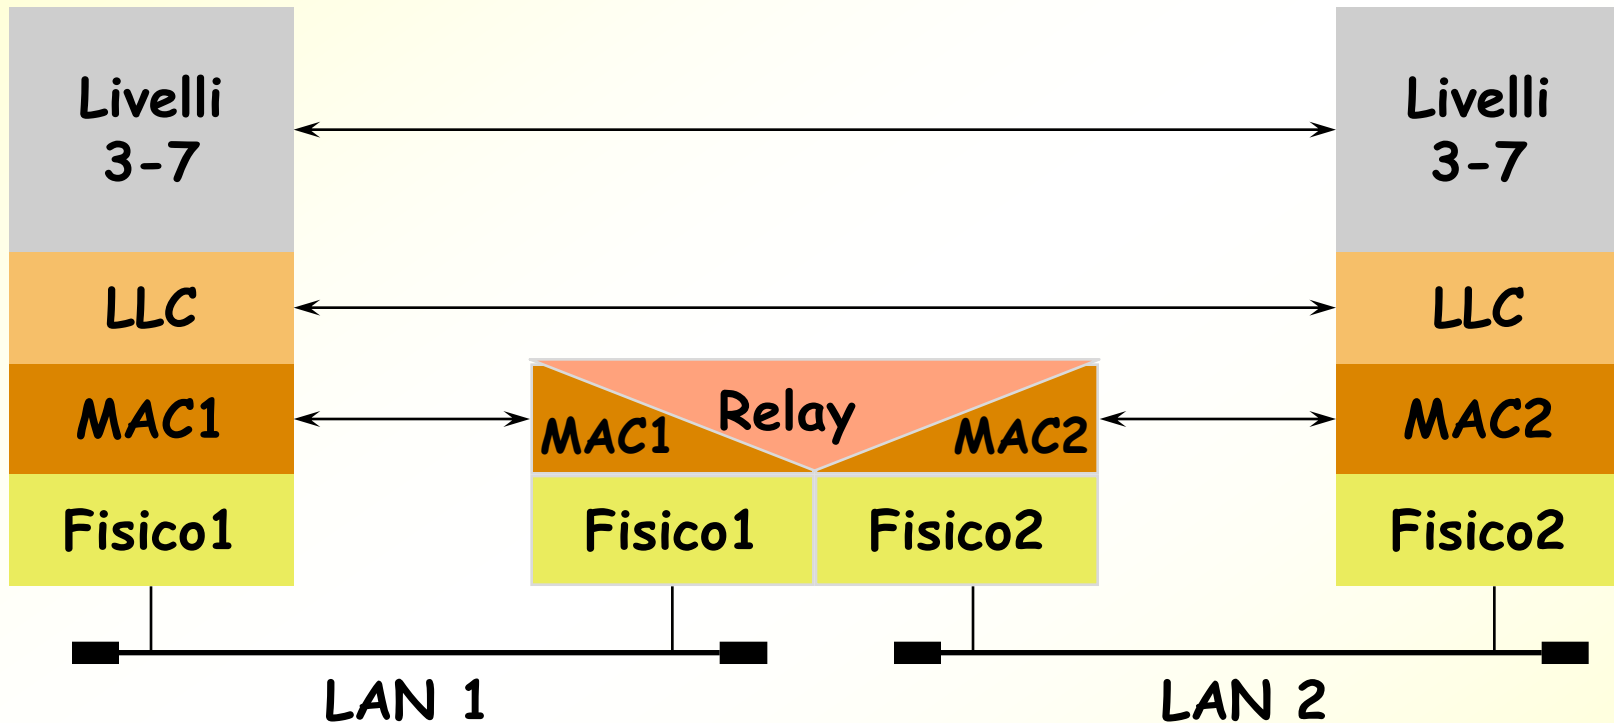 Livelli
3-7
Livelli
3-7
LLC
LLC
MAC1
MAC1
Relay
MAC2
MAC2
Fisico1
Fisico1
Fisico2
Fisico2
LAN 1
LAN 2